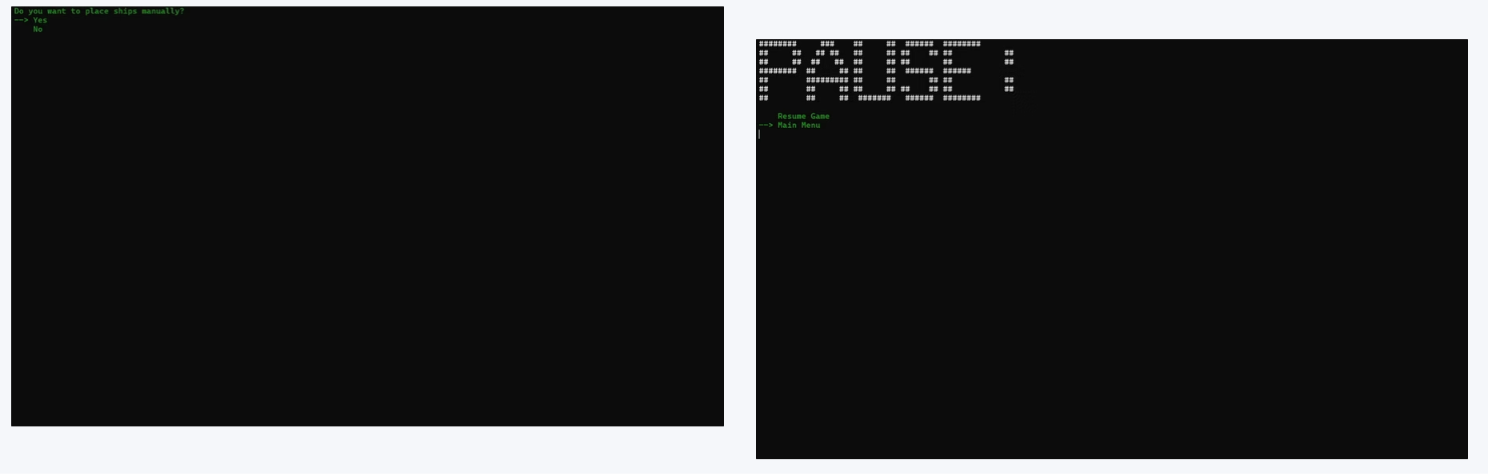 Do you want to place ships manually?
--> Yes
No
PAUSE :
Resume Game
--> Main Menu